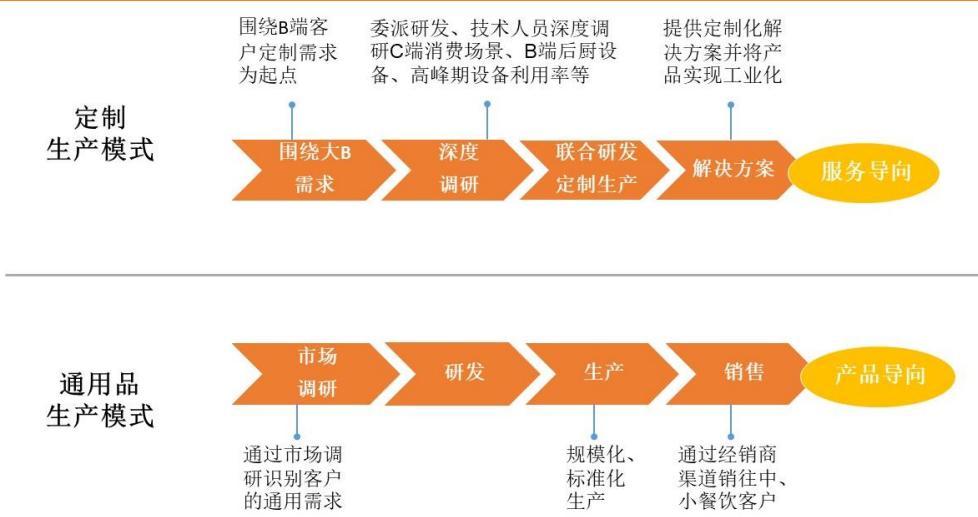 围绕B端客
户定制需求
为起点
委派研发、技术人员深度调
研C端消费场景、B端后厨设
备、高峰期设备利用率等
提供定制化解
决方案并将产
品实现工业化
定制
生产模式
围绕大B
需求
深度
调研
联合研发
定制生产
解决方案
服务导向
通用品
生产模式
市场
调研
研发
生产
销售
产品导向
通过市场调
研识别客户
的通用需求
规模化、
标准化
生产
通过经销商
渠道销往中、
小餐饮客户